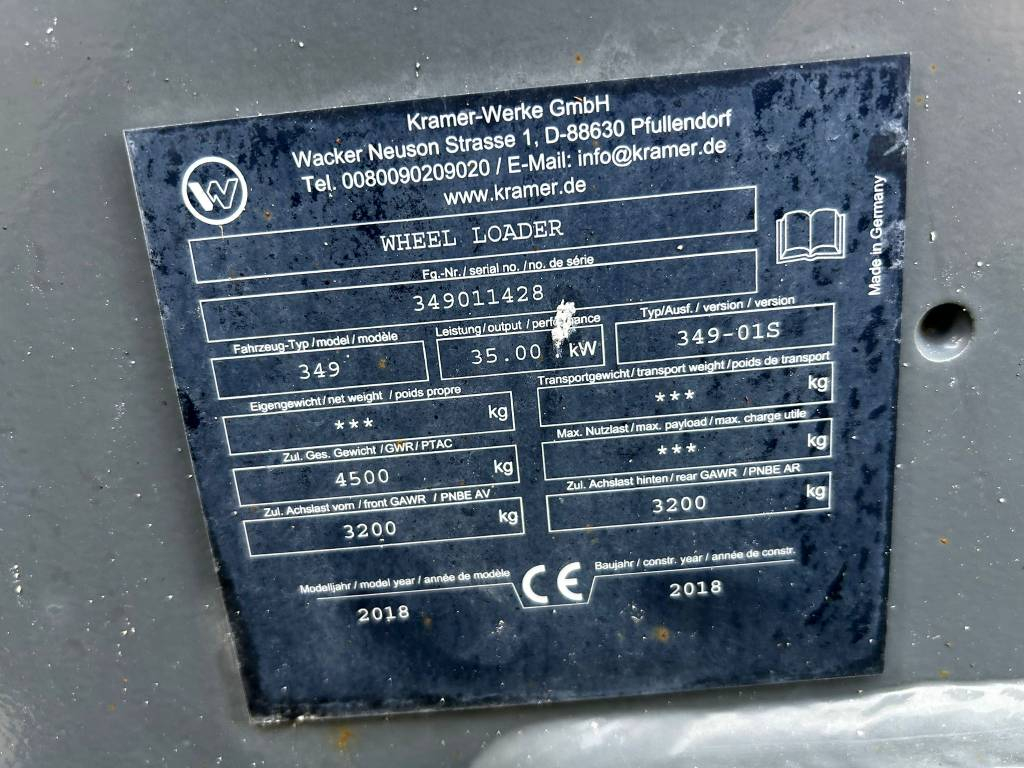 Kramer-Werke GmbH
Wacker Neuson Strasse 1, D-88630 Pfullendorf
Tel. 0080090209020 / E-Mail: info@kramer.de
www.kramer.de
W
WHEEL LOADER
Made in Germany
Fg.-Nr. / serial no. / no. de série
349011428
Fahrzeug-Typ / model / modèle
349
Leistung / output / performance
35.00 kW
Typ/Ausf. / version / version
349-01S
Eigengewicht / net weight / poids propre
*** kg
Transportgewicht / transport weight / poids de transport
*** kg
Zul. Ges. Gewicht / GWR / PTAC
4500 kg
Max. Nutzlast / max. payload / max. charge utile
*** kg
Zul. Achslast vorn / front GAWR / PNBE AV
3200 kg
Zul. Achslast hinten / rear GAWR / PNBE AR
3200 kg
Modelljahr / model year / année de modèle
2018
CE
Baujahr / constr. year / année de constr.
2018